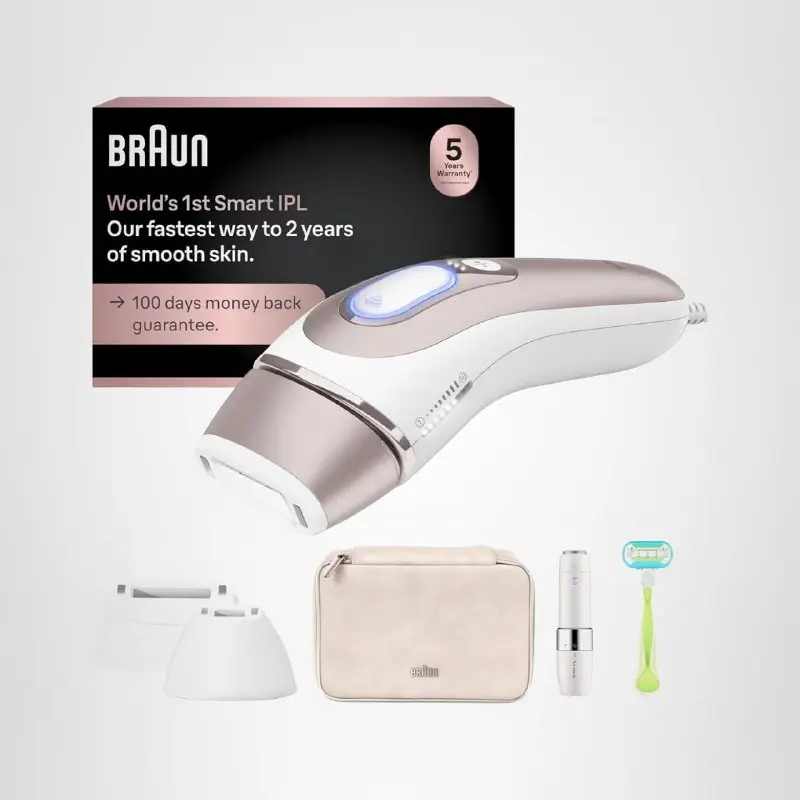 BRAUN
5
Years
Warranty*
World's 1st Smart IPL
Our fastest way to 2 years
of smooth skin.
→ 100 days money back
guarantee.
BRAUN